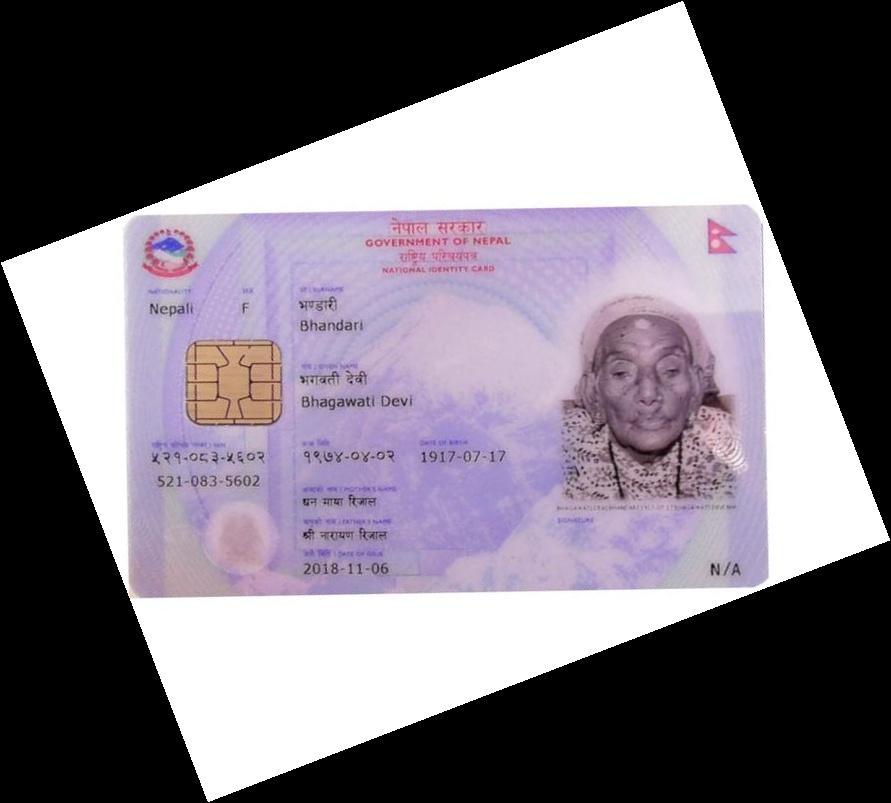 नेपाल सरकार
GOVERNMENT OF NEPAL
राष्ट्रिय परिचयपत्र
NATIONAL IDENTITY CARD
NATIONALITY SEX
Nepali F
थर | SURNAME
भण्डारी
Bhandari
नाम | GIVEN NAME
भगवती देवी
Bhagawati Devi
राष्ट्रिय परिचय नम्बर | NIN
५२१-०८३-५६०२
521-083-5602
जन्म मिति DATE OF BIRTH
१९७४-०४-०२ 1917-07-17
आमाको नाम | MOTHER'S NAME
धन माया रिजाल
बाबुको नाम | FATHER'S NAME
श्री नारायण रिजाल
जारी मिति | DATE OF ISSUE
2018-11-06
SIGNATURE
N/A